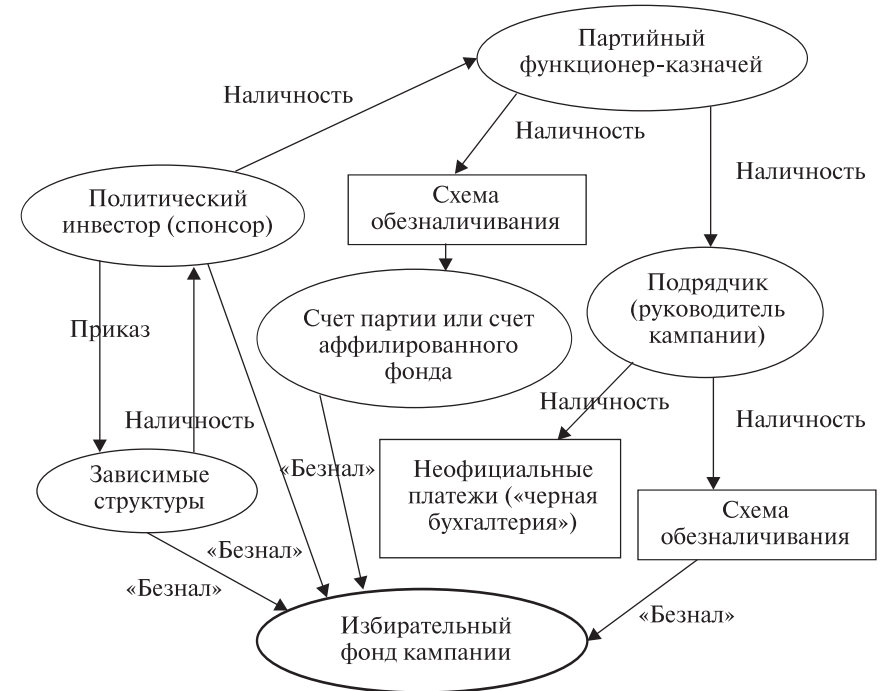 Партийный
функционер-казначей
Наличность
Наличность
Наличность
Политический
инвестор (спонсор)
Схема
обезналичивания
Подрядчик
(руководитель
кампании)
Счет партии или счет
аффилированного
фонда
Приказ
Наличность
Наличность
Наличность
«Безнал»
Зависимые
структуры
Неофициальные
платежи («черная
бухгалтерия»)
Схема
обезналичивания
«Безнал»
«Безнал»
«Безнал»
Избирательный
фонд кампании